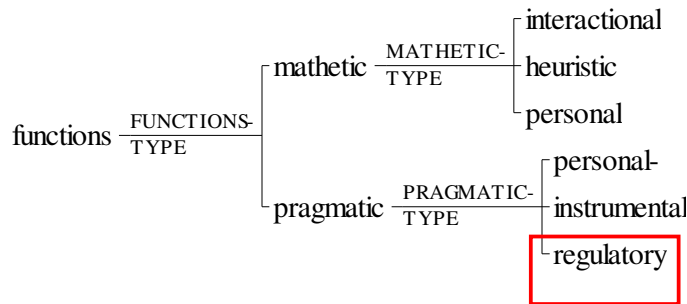 interactional
mathetic MATHETIC-
TYPE heuristic
personal
functions FUNCTIONS-
TYPE
personal-
pragmatic PRAGMATIC-
TYPE instrumental
regulatory